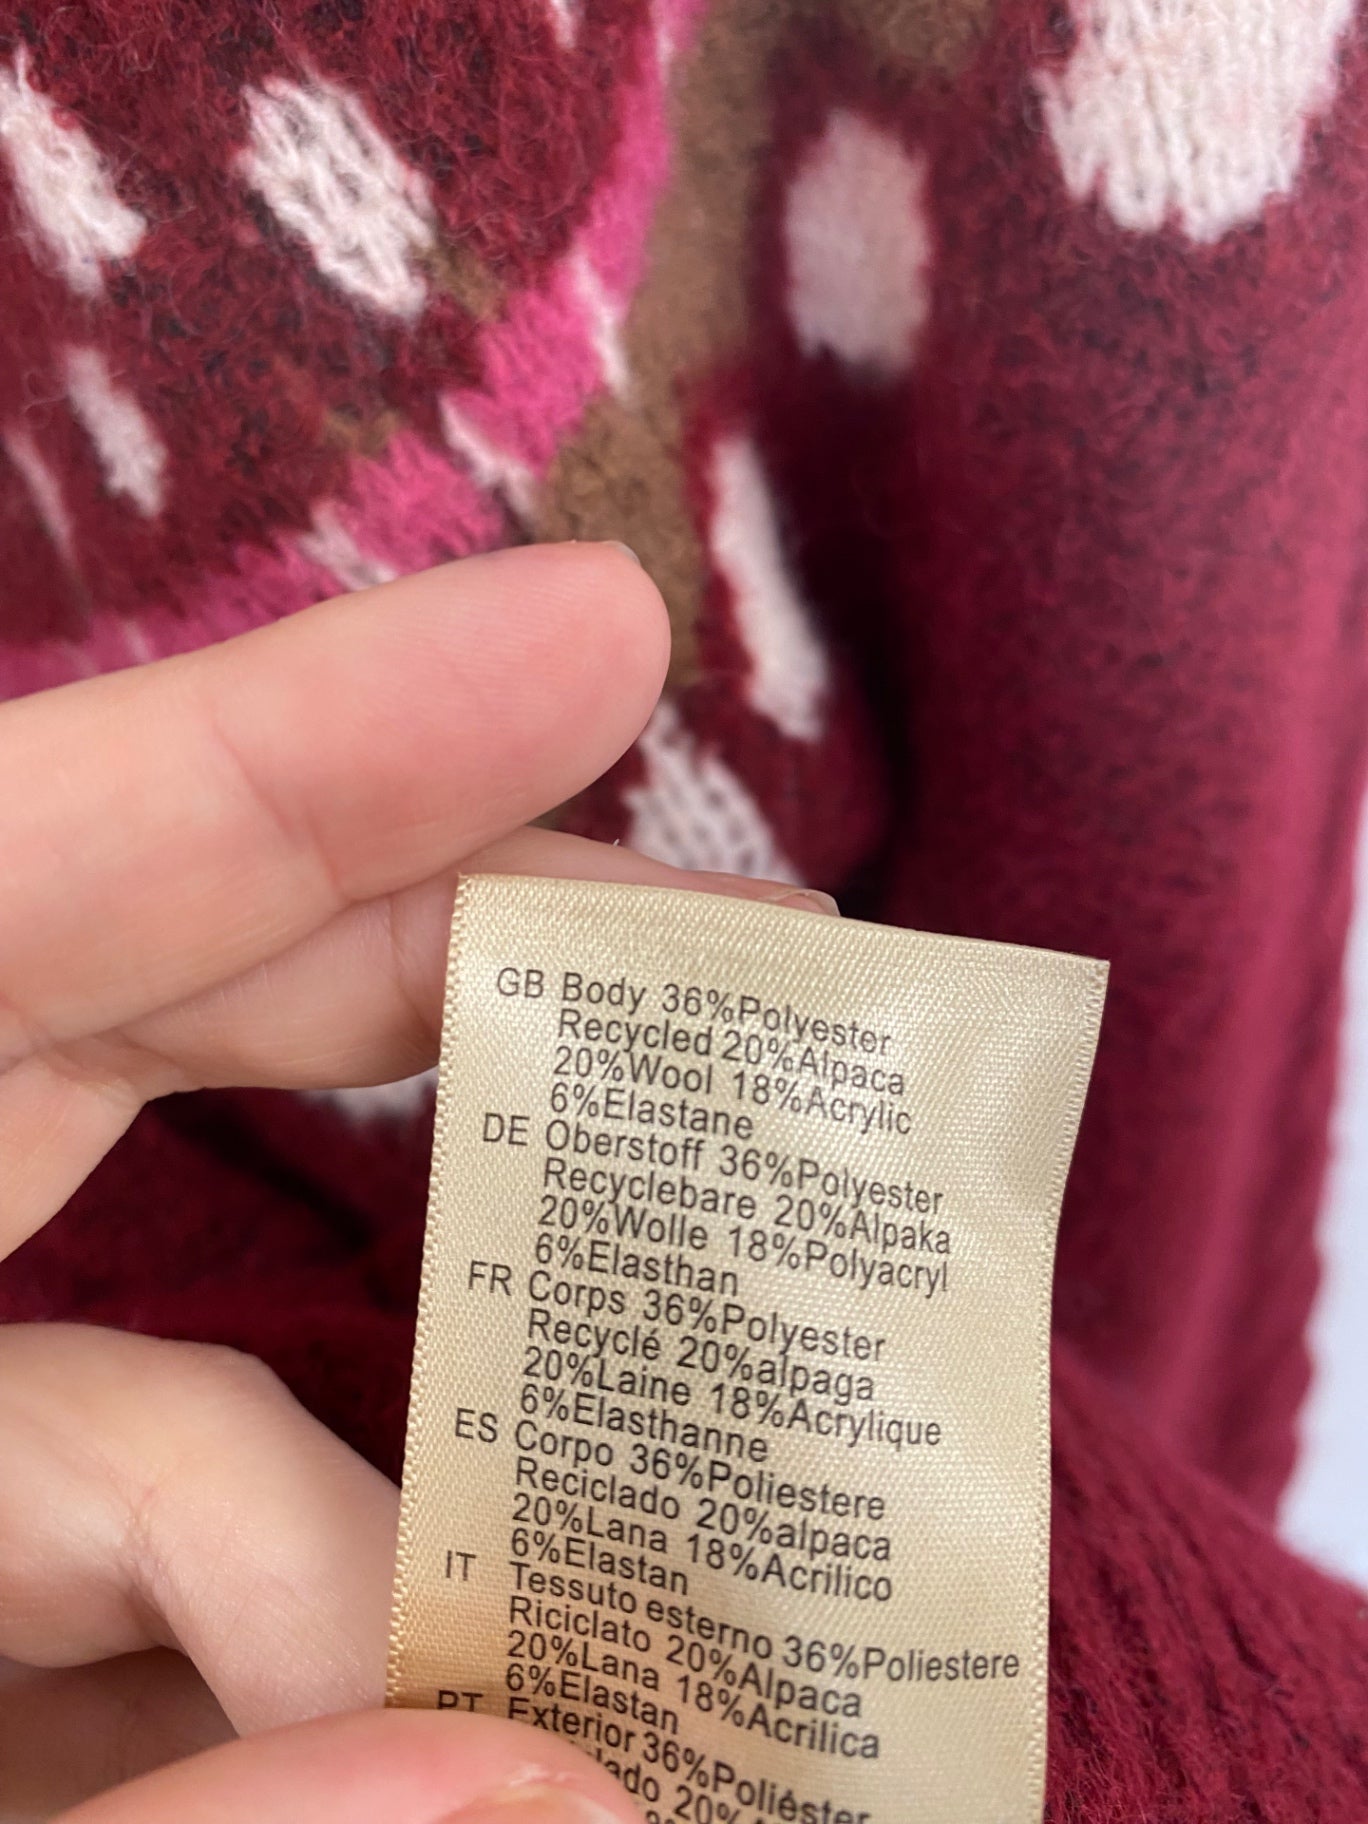 GB Body 36%Polyester
Recycled 20%Alpaca
20%Wool 18%Acrylic
6%Elastane
DE Oberstoff 36%Polyester
Recyclebare 20%Alpaka
20%Wolle 18%Polyacryl
6%Elasthan
FR Corps 36%Polyester
Recyclé 20%alpaga
20%Laine 18%Acrylique
6%Elasthanne
ES Corpo 36%Poliestere
Reciclado 20%alpaca
20%Lana 18%Acrilico
6%Elastan
IT Tessuto esterno 36%Poliestere
Riciclato 20%Alpaca
20%Lana 18%Acrilica
6%Elastan
PT Exterior 36%Poliéster
20%